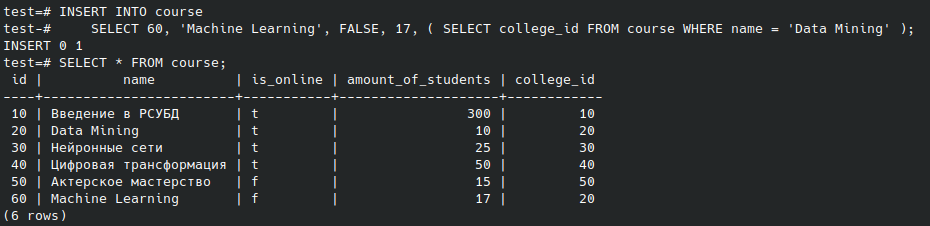 test=# INSERT INTO course
test-#     SELECT 60, 'Machine Learning', FALSE, 17, ( SELECT college_id FROM course WHERE name = 'Data Mining' );
INSERT 0 1
test=# SELECT * FROM course;
 id |          name          | is_online | amount_of_students | college_id
----+------------------------+-----------+--------------------+------------
 10 | Введение в РСУБД       | t         |                300 |         10
 20 | Data Mining            | t         |                 10 |         20
 30 | Нейронные сети         | t         |                 25 |         30
 40 | Цифровая трансформация | t         |                 50 |         40
 50 | Актерское мастерство   | f         |                 15 |         50
 60 | Machine Learning       | f         |                 17 |         20
(6 rows)